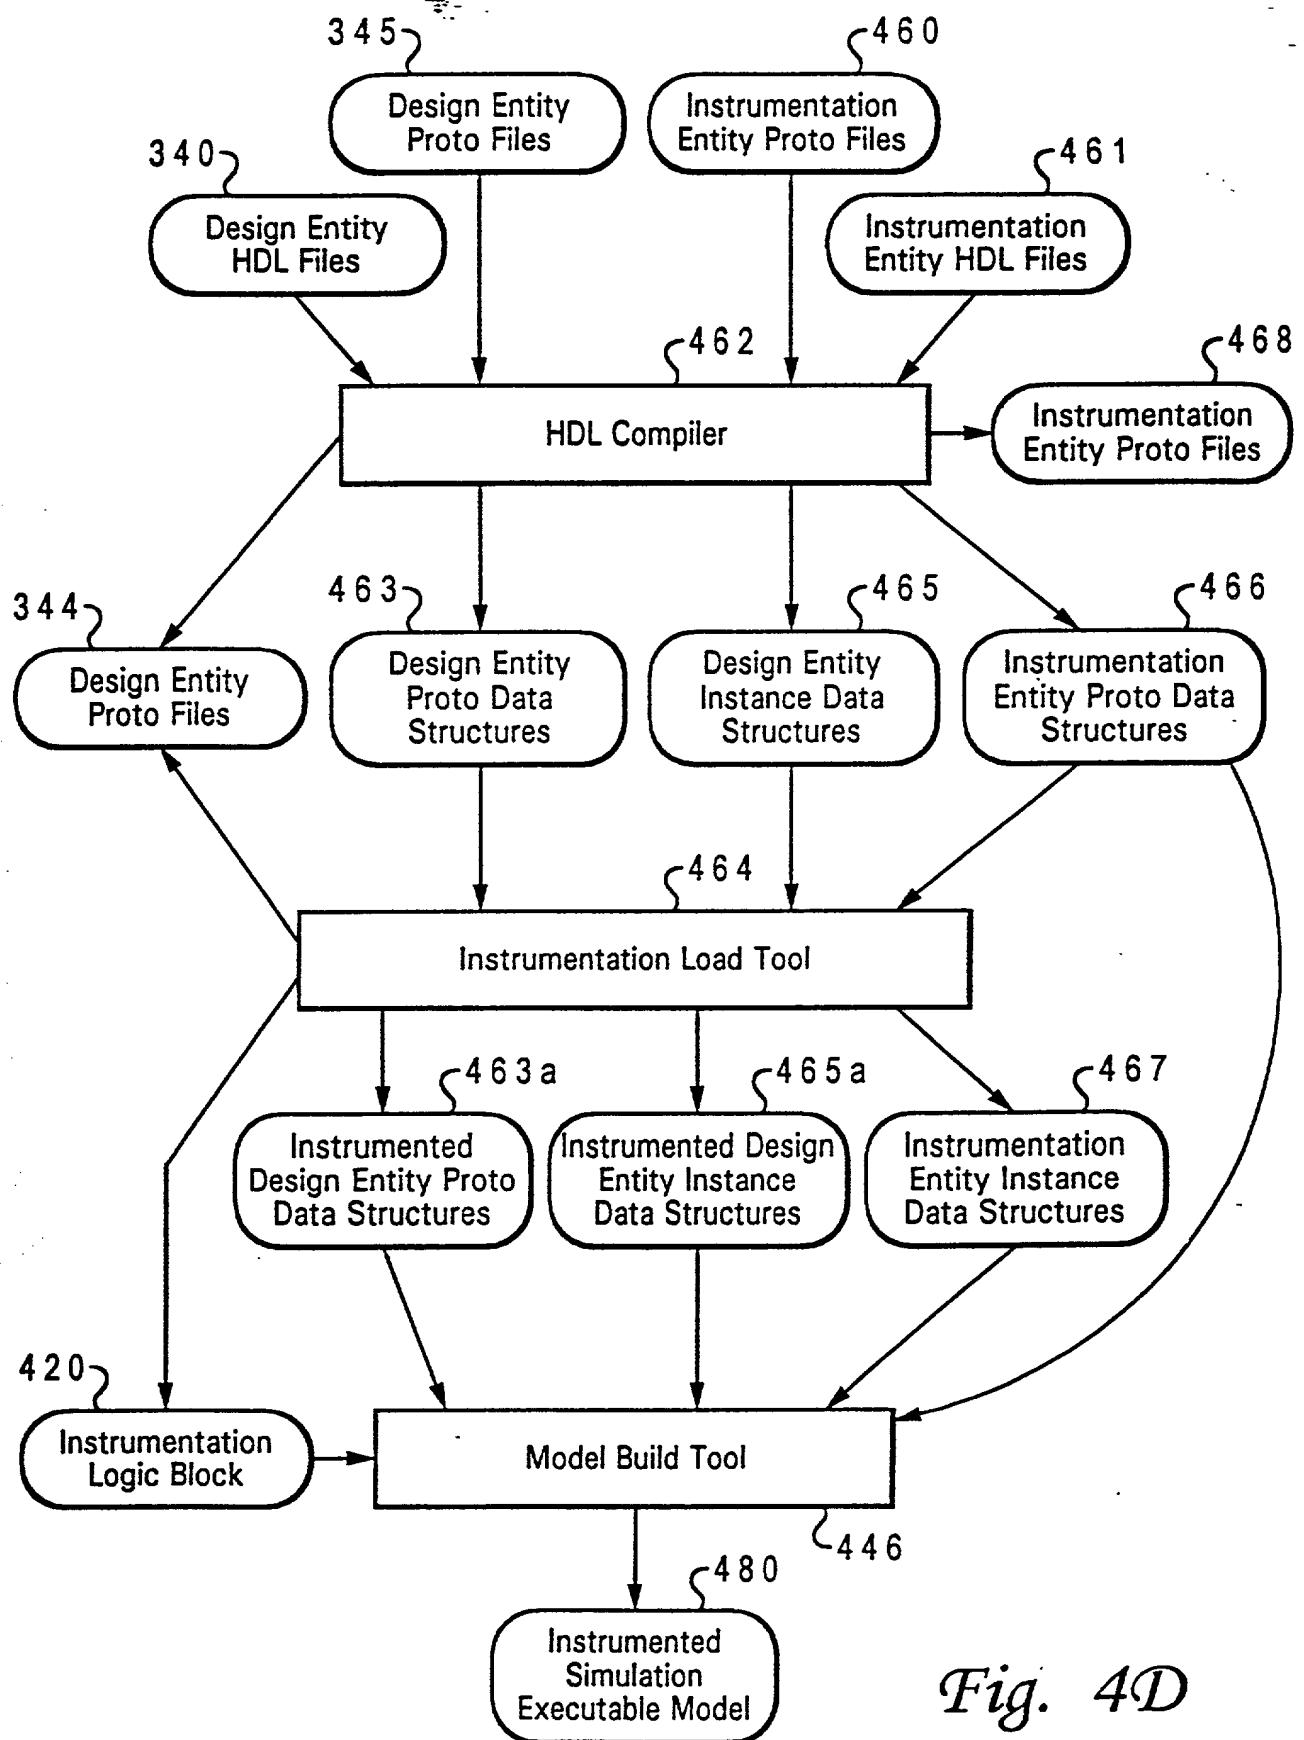 345
460
Design Entity
Proto Files
Instrumentation
Entity Proto Files
340
461
Design Entity
HDL Files
Instrumentation
Entity HDL Files
462
468
HDL Compiler
Instrumentation
Entity Proto Files
463
465
466
344
Design Entity
Proto Files
Design Entity
Proto Data
Structures
Design Entity
Instance Data
Structures
Instrumentation
Entity Proto Data
Structures
464
Instrumentation Load Tool
463a
465a
467
Instrumented
Design Entity Proto
Data Structures
Instrumented Design
Entity Instance
Data Structures
Instrumentation
Entity Instance
Data Structures
420
Instrumentation
Logic Block
Model Build Tool
446
480
Instrumented
Simulation
Executable Model
Fig. 4D